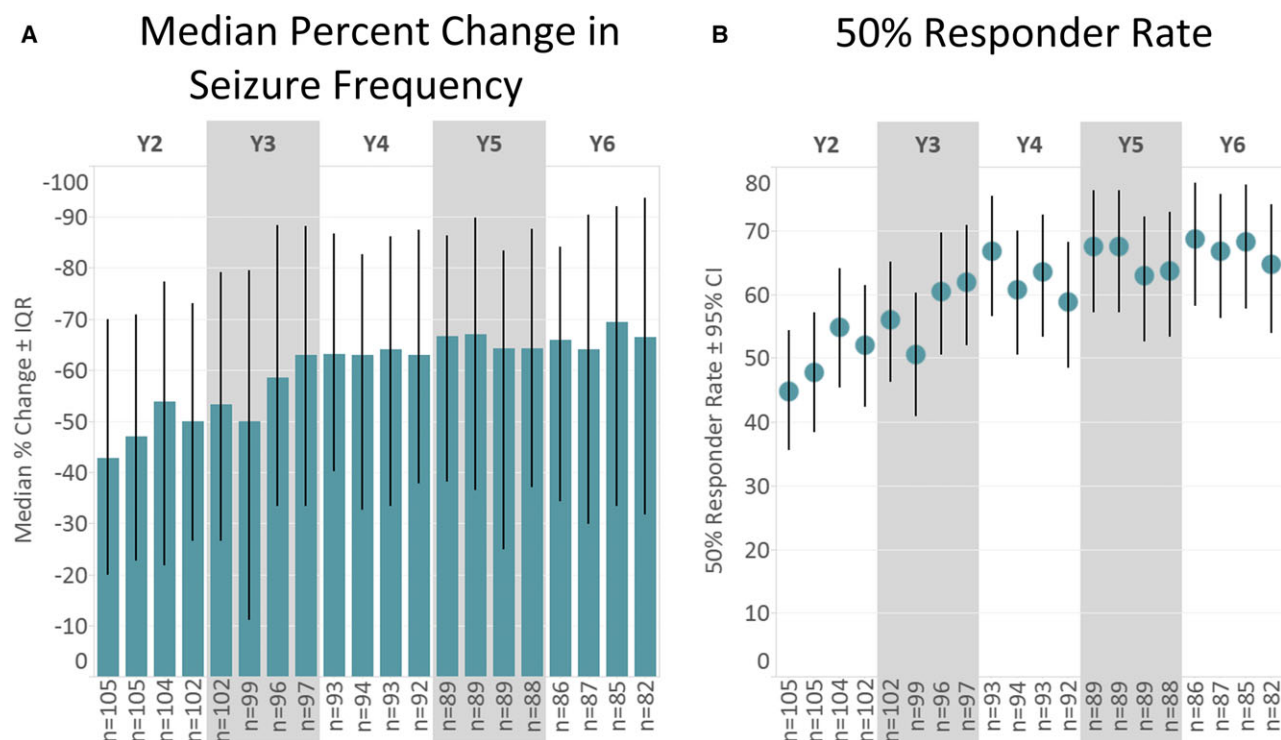 A
Median Percent Change in
Seizure Frequency
Y2 Y3 Y4 Y5 Y6
Median % Change ± IQR
-100
-90
-80
-70
-60
-50
-40
-30
-20
-10
0
n=105 n=105 n=104 n=102 n=102 n=99 n=96 n=97 n=93 n=94 n=93 n=92 n=89 n=89 n=89 n=88 n=86 n=87 n=85 n=82
B
50% Responder Rate
Y2 Y3 Y4 Y5 Y6
50% Responder Rate ± 95% CI
80
70
60
50
40
30
20
10
0
n=105 n=105 n=104 n=102 n=102 n=99 n=96 n=97 n=93 n=94 n=93 n=92 n=89 n=89 n=89 n=88 n=86 n=87 n=85 n=82